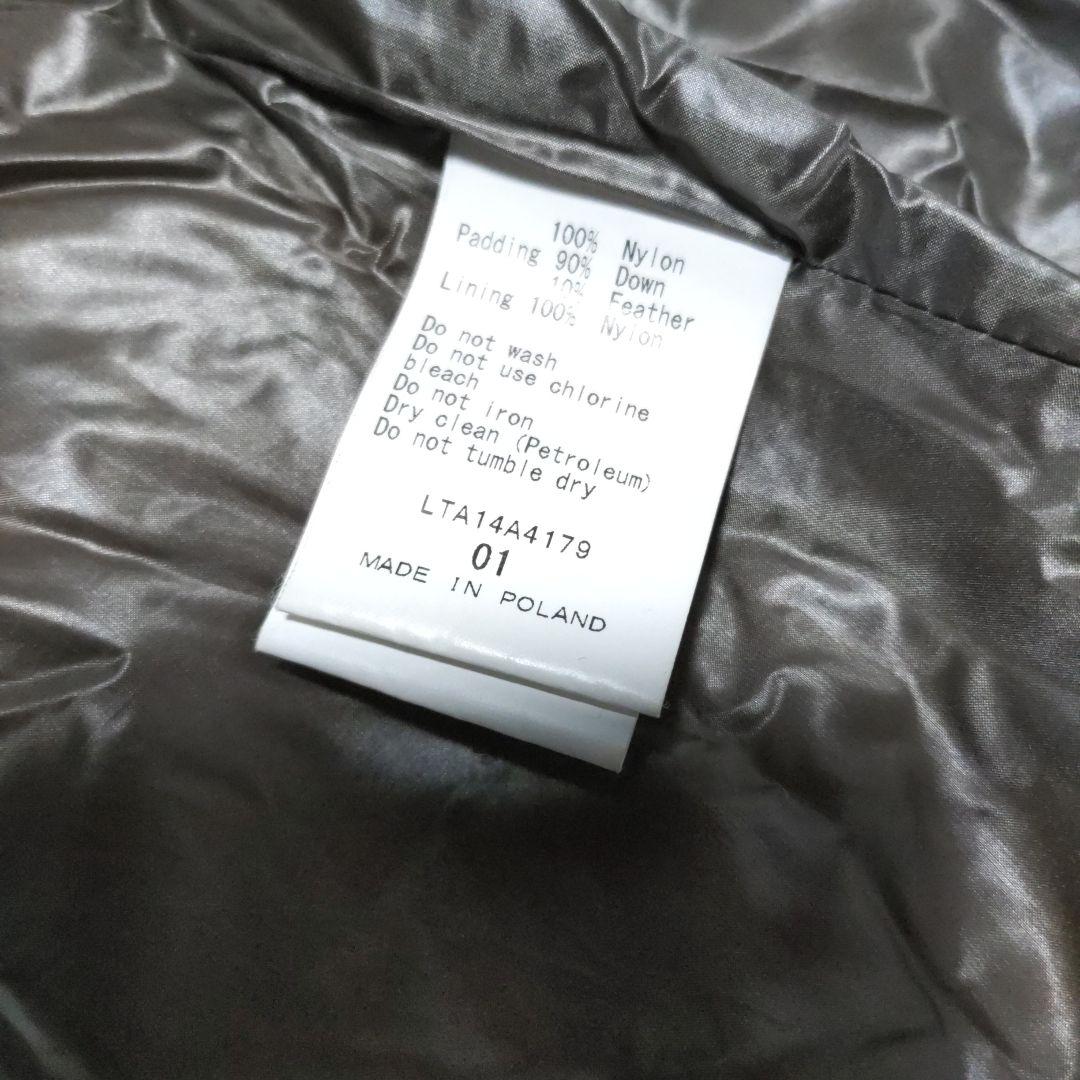 100% Nylon
Padding 90% Down
10% Feather
Lining 100% Nylon
Do not wash
Do not use chlorine
bleach
Do not iron
Dry clean (Petroleum)
Do not tumble dry
LTA14A4179
01
MADE IN POLAND